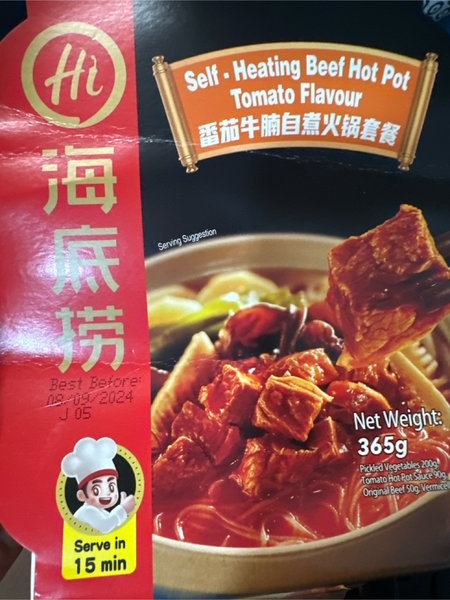 Hi
海底捞
Self - Heating Beef Hot Pot
Tomato Flavour
番茄牛腩自煮火锅套餐
Serving Suggestion
Best Before:
08/09/2024
J 05
Net Weight:
365g
Pickled Vegetables 200g,
Tomato Hot Pot Sauce 90g,
Original Beef 50g, Vermice
Serve in
15 min